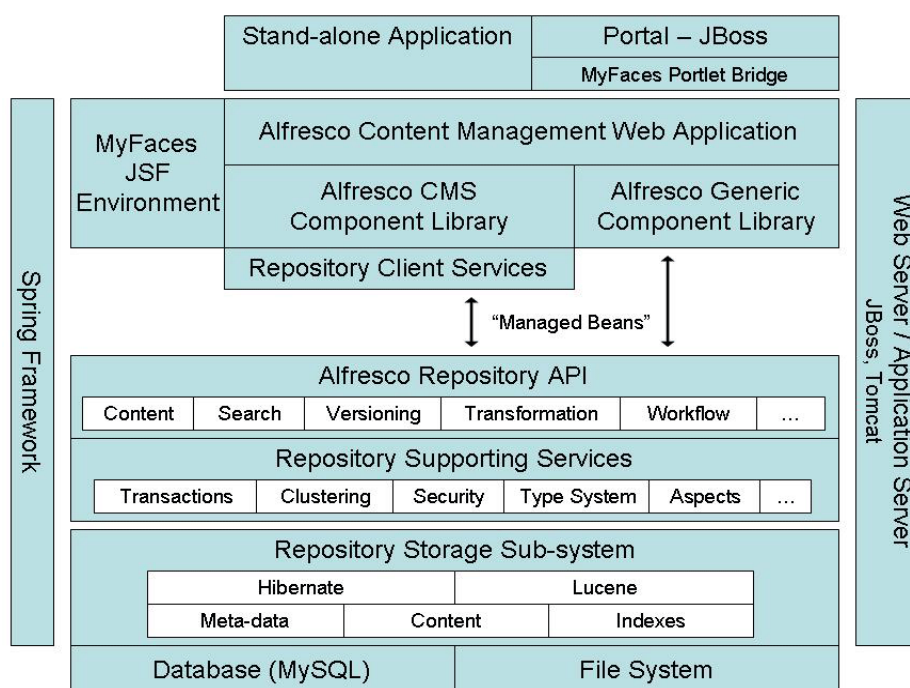 Stand-alone Application
Portal – JBoss
MyFaces Portlet Bridge
MyFaces
JSF
Environment
Alfresco Content Management Web Application
Alfresco CMS
Component Library
Alfresco Generic
Component Library
Repository Client Services
Spring Framework
Web Server / Application Server
JBoss, Tomcat
“Managed Beans”
Alfresco Repository API
Content
Search
Versioning
Transformation
Workflow
...
Repository Supporting Services
Transactions
Clustering
Security
Type System
Aspects
...
Repository Storage Sub-system
Hibernate
Lucene
Meta-data
Content
Indexes
Database (MySQL)
File System